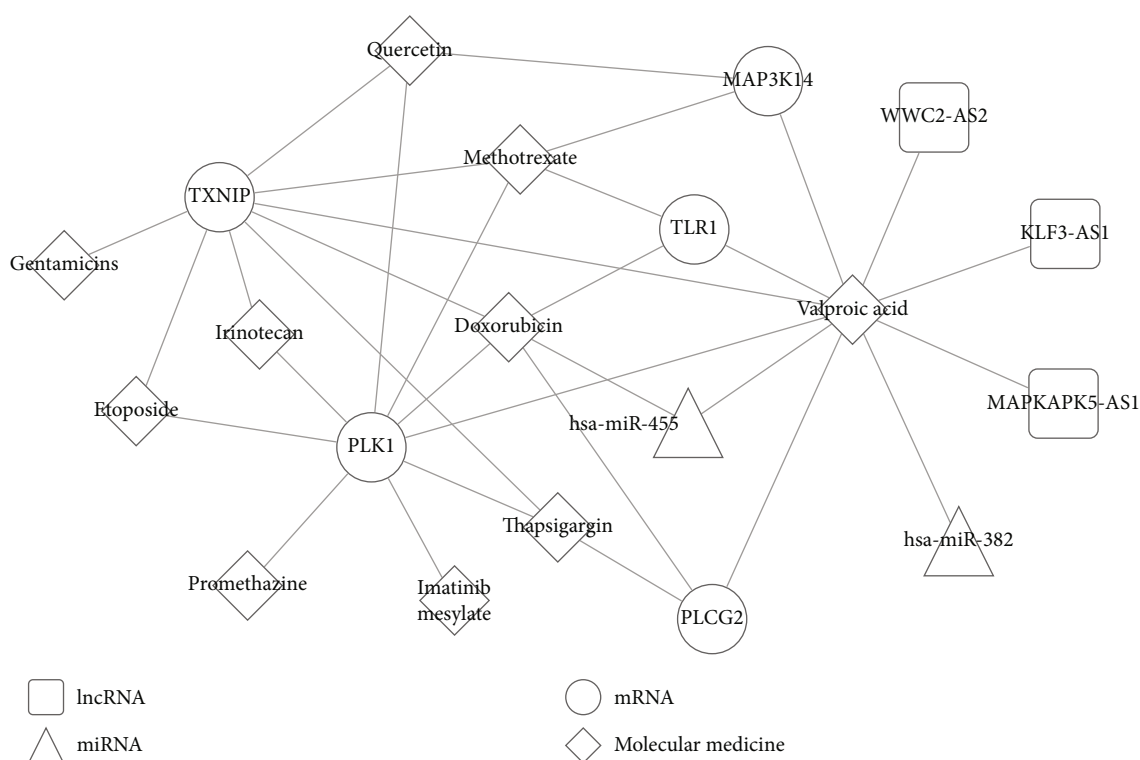 Quercetin
MAP3K14
WWC2-AS2
Methotrexate
TXNIP
TLR1
KLF3-AS1
Gentamicins
Valproic acid
Doxorubicin
Irinotecan
MAPKAPK5-AS1
Etoposide
hsa-miR-455
PLK1
Thapsigargin
hsa-miR-382
Promethazine
Imatinib
mesylate
PLCG2
lncRNA
mRNA
miRNA
Molecular medicine